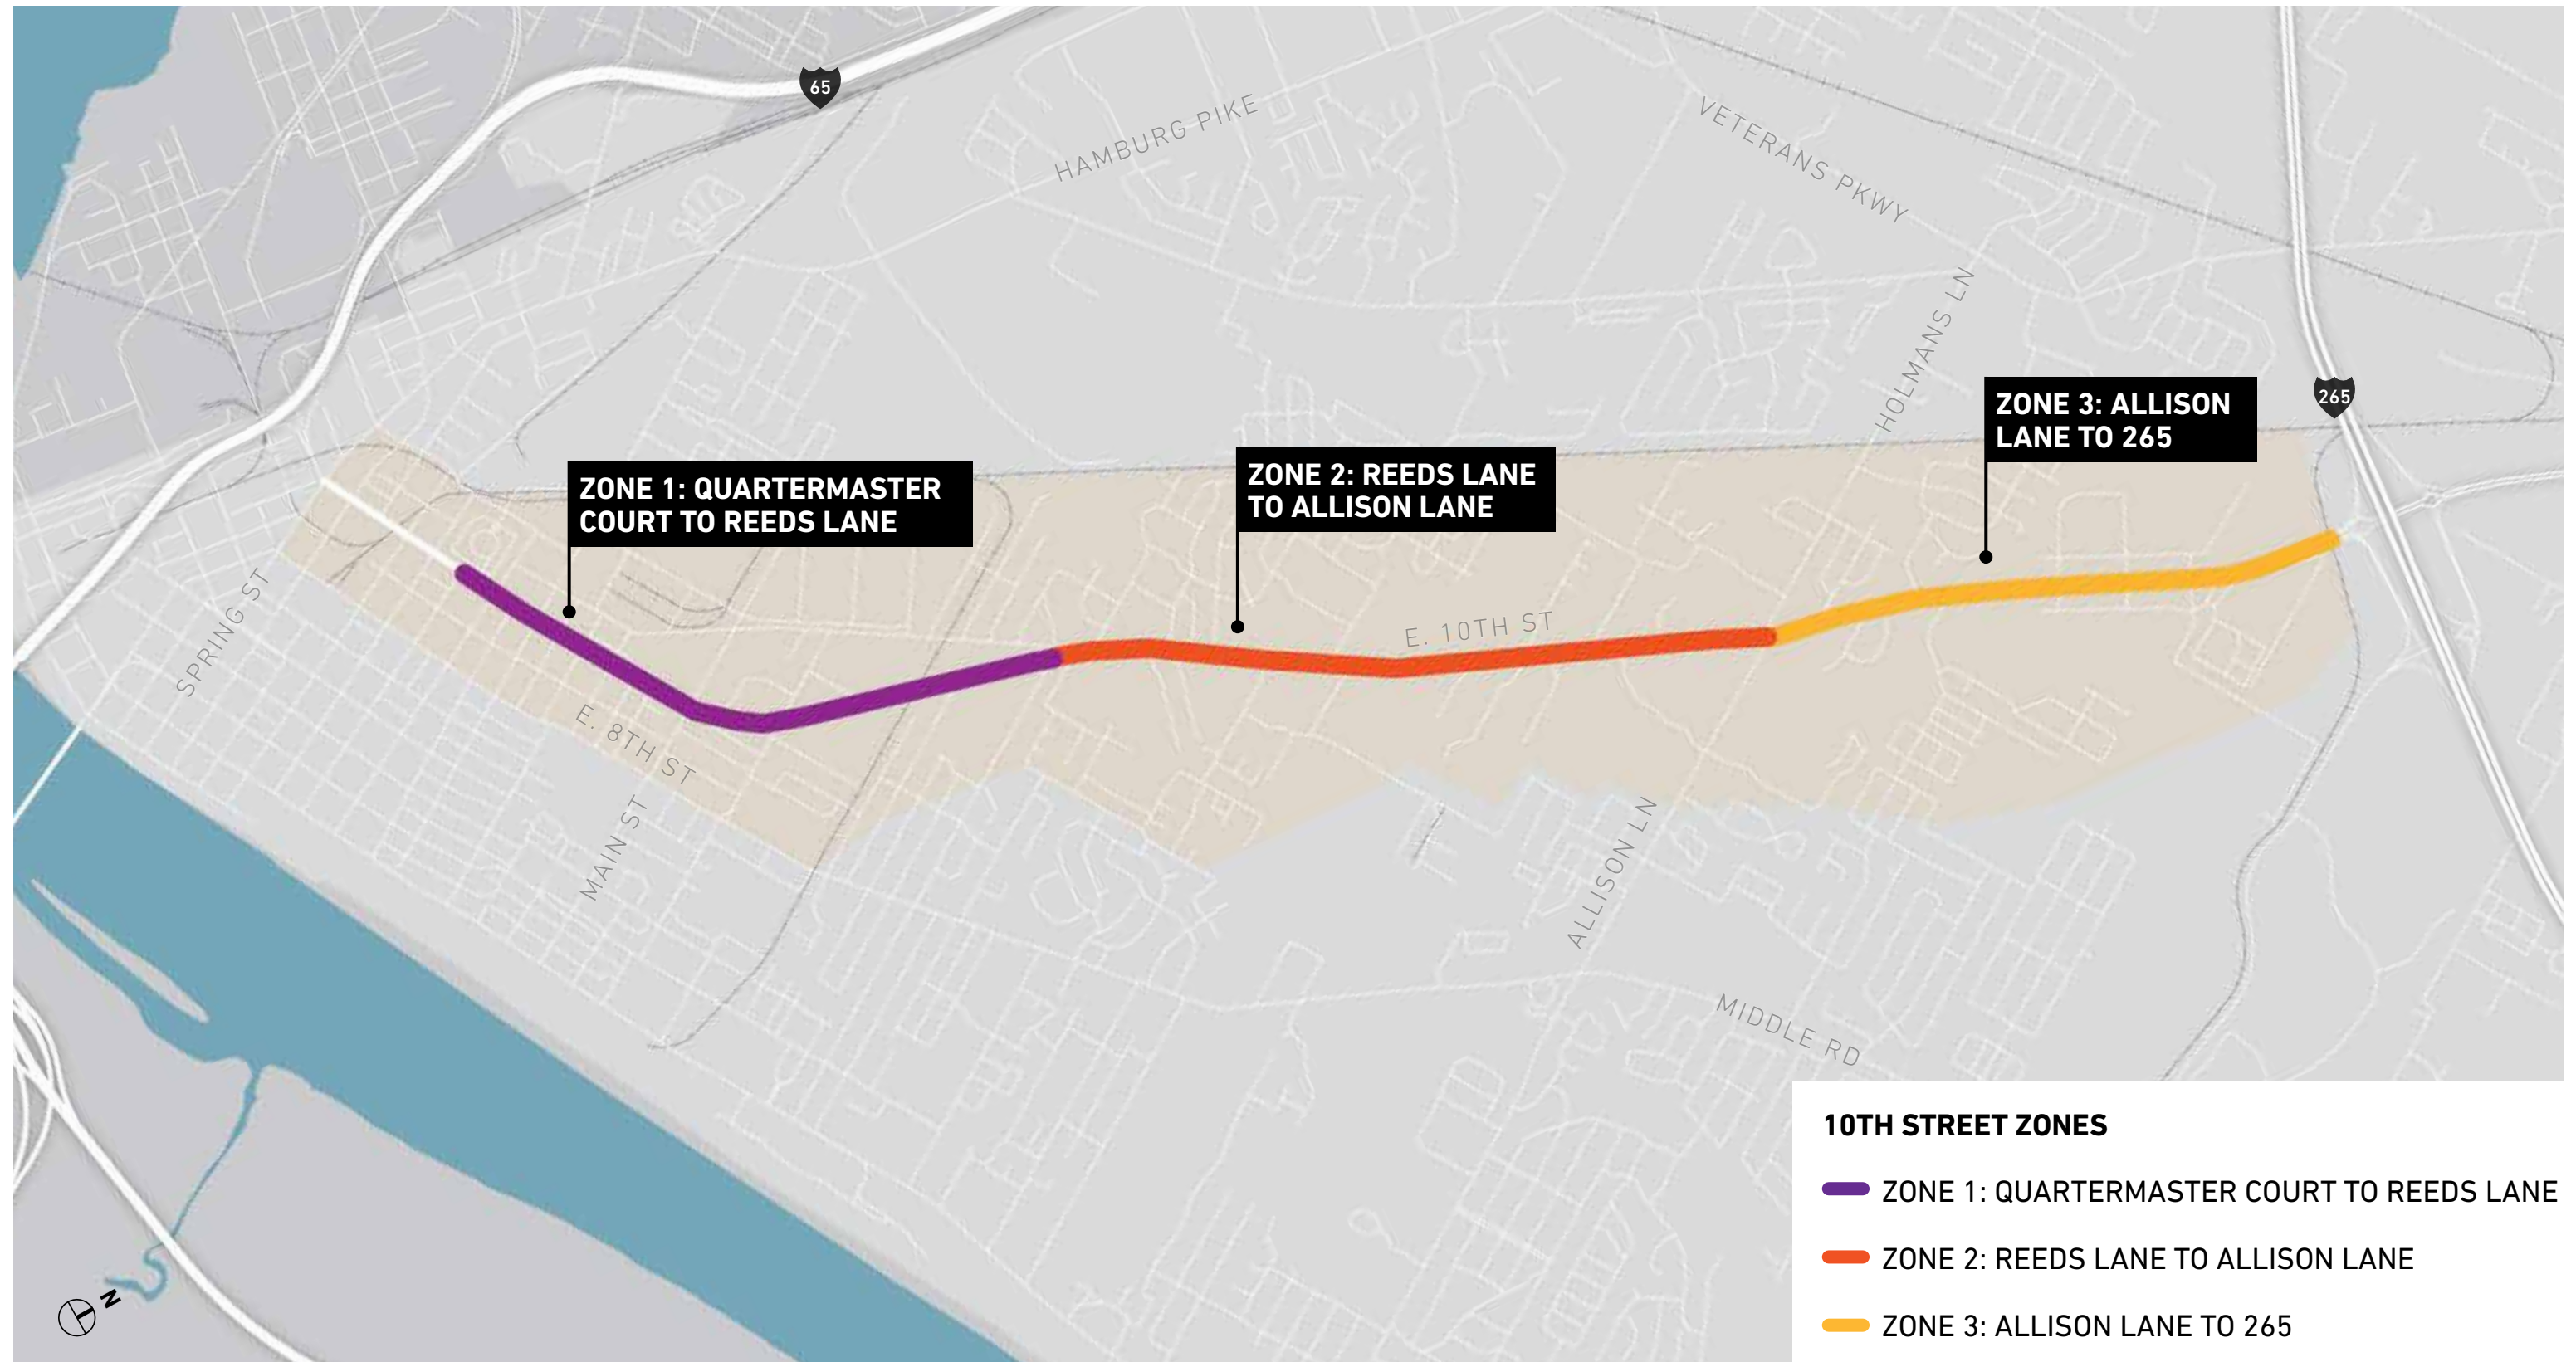 65
HAMBURG PIKE
VETERANS PKWY
HOLMANS LN
265
ZONE 3: ALLISON
LANE TO 265
ZONE 2: REEDS LANE
TO ALLISON LANE
ZONE 1: QUARTERMASTER
COURT TO REEDS LANE
SPRING ST
E. 10TH ST
E. 8TH ST
MAIN ST
ALLISON LN
MIDDLE RD
10TH STREET ZONES
ZONE 1: QUARTERMASTER COURT TO REEDS LANE
ZONE 2: REEDS LANE TO ALLISON LANE
ZONE 3: ALLISON LANE TO 265
N